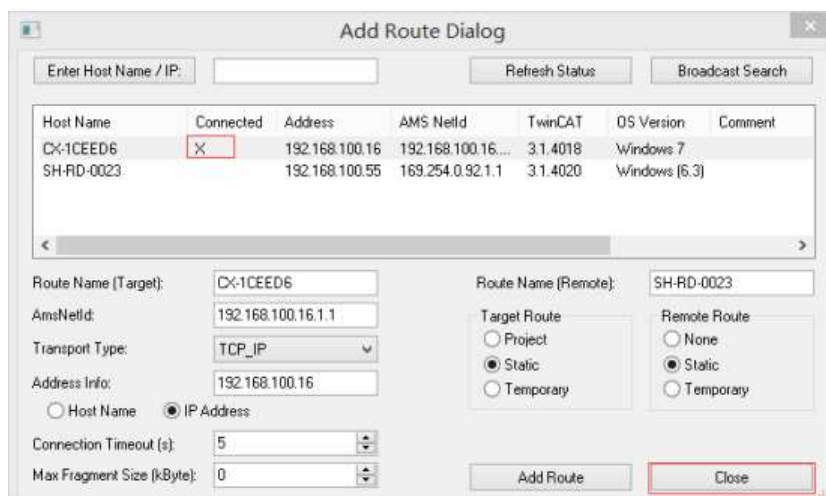 Add Route Dialog
Enter Host Name / IP: Refresh Status Broadcast Search
Host Name Connected Address AMS NetId TwinCAT OS Version Comment
CX-1CEED6 X 192.168.100.16 192.168.100.16.... 3.1.4018 Windows 7
SH-RD-0023 192.168.100.55 169.254.0.92.1.1 3.1.4020 Windows (6.3)
Route Name (Target): CX-1CEED6 Route Name (Remote): SH-RD-0023
AmsNetId: 192.168.100.16.1.1 Target Route Remote Route
Project None
Transport Type: TCP_IP Static Static
Address Info: 192.168.100.16 Temporary Temporary
Host Name IP Address
Connection Timeout (s): 5
Max Fragment Size (kByte): 0 Add Route Close